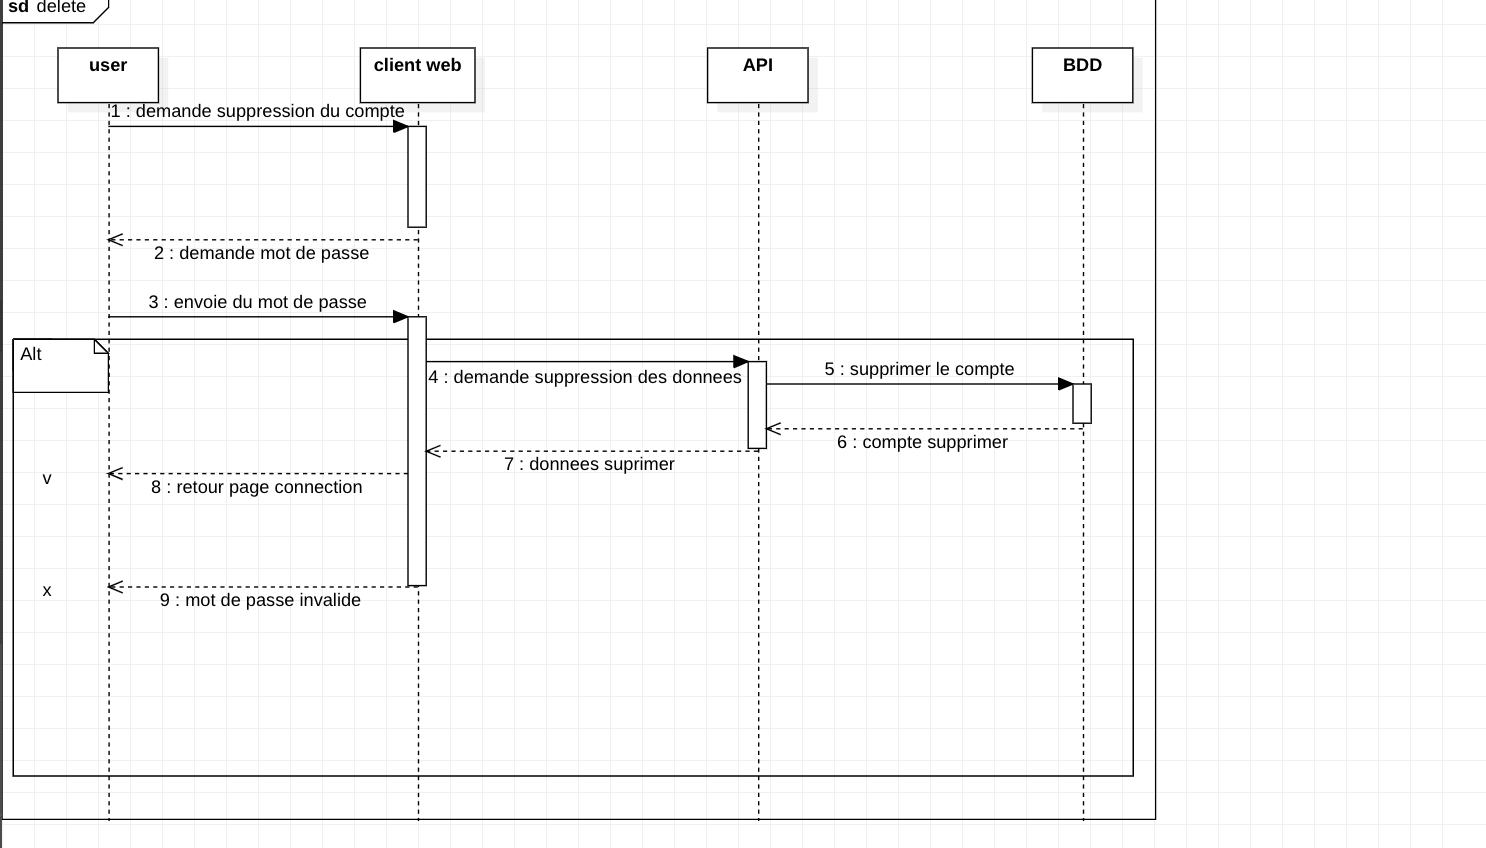 sd delete
user
client web
API
BDD
1 : demande suppression du compte
2 : demande mot de passe
3 : envoie du mot de passe
Alt
4 : demande suppression des donnees
5 : supprimer le compte
6 : compte supprimer
7 : donnees suprimer
v
8 : retour page connection
x
9 : mot de passe invalide